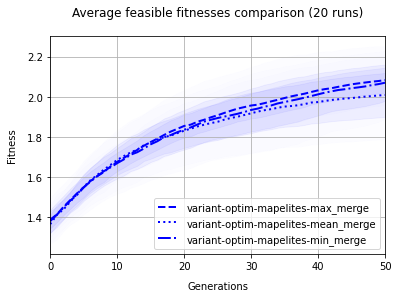 Average feasible fitnesses comparison (20 runs)
2.2
2.0
1.8
1.6
1.4
Fitness
0 10 20 30 40 50
Generations
variant-optim-mapelites-max_merge
variant-optim-mapelites-mean_merge
variant-optim-mapelites-min_merge